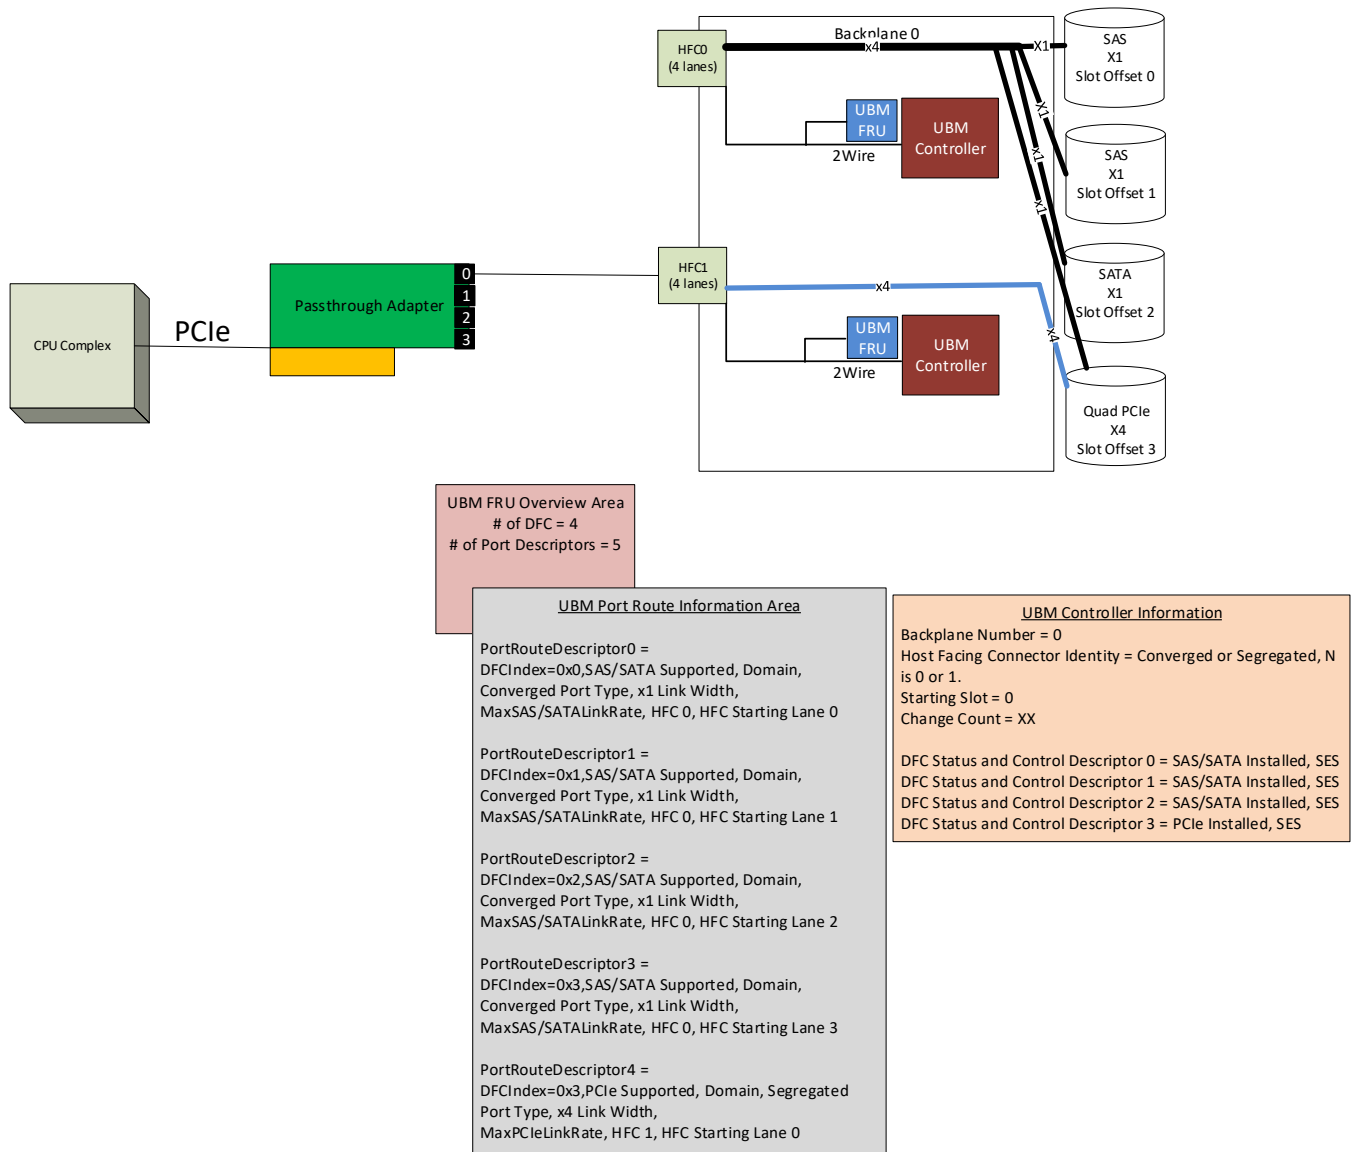 Backplane 0
HFC0
(4 lanes)
x4
X1
X1
x1
x1
SAS
X1
Slot Offset 0
UBM
FRU
UBM
Controller
2Wire
SAS
X1
Slot Offset 1
HFC1
(4 lanes)
SATA
X1
Slot Offset 2
x4
x4
UBM
FRU
UBM
Controller
2Wire
Quad PCIe
X4
Slot Offset 3
CPU Complex
PCIe
Passthrough Adapter
0
1
2
3
UBM FRU Overview Area
# of DFC = 4
# of Port Descriptors = 5
UBM Port Route Information Area
PortRouteDescriptor0 =
DFCIndex=0x0,SAS/SATA Supported, Domain,
Converged Port Type, x1 Link Width,
MaxSAS/SATALinkRate, HFC 0, HFC Starting Lane 0
PortRouteDescriptor1 =
DFCIndex=0x1,SAS/SATA Supported, Domain,
Converged Port Type, x1 Link Width,
MaxSAS/SATALinkRate, HFC 0, HFC Starting Lane 1
PortRouteDescriptor2 =
DFCIndex=0x2,SAS/SATA Supported, Domain,
Converged Port Type, x1 Link Width,
MaxSAS/SATALinkRate, HFC 0, HFC Starting Lane 2
PortRouteDescriptor3 =
DFCIndex=0x3,SAS/SATA Supported, Domain,
Converged Port Type, x1 Link Width,
MaxSAS/SATALinkRate, HFC 0, HFC Starting Lane 3
PortRouteDescriptor4 =
DFCIndex=0x3,PCIe Supported, Domain, Segregated
Port Type, x4 Link Width,
MaxPCIeLinkRate, HFC 1, HFC Starting Lane 0
UBM Controller Information
Backplane Number = 0
Host Facing Connector Identity = Converged or Segregated, N
is 0 or 1.
Starting Slot = 0
Change Count = XX
DFC Status and Control Descriptor 0 = SAS/SATA Installed, SES
DFC Status and Control Descriptor 1 = SAS/SATA Installed, SES
DFC Status and Control Descriptor 2 = SAS/SATA Installed, SES
DFC Status and Control Descriptor 3 = PCIe Installed, SES